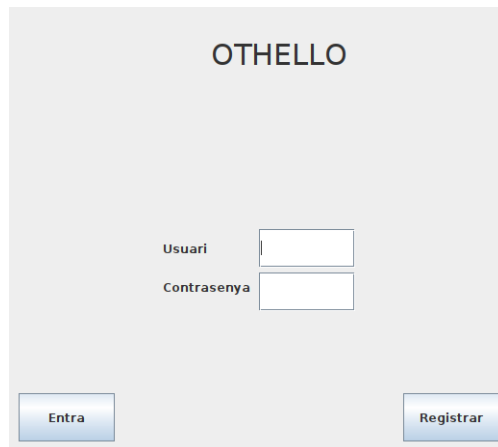 OTHELLO
Usuari
Contrasenya
Entra
Registrar